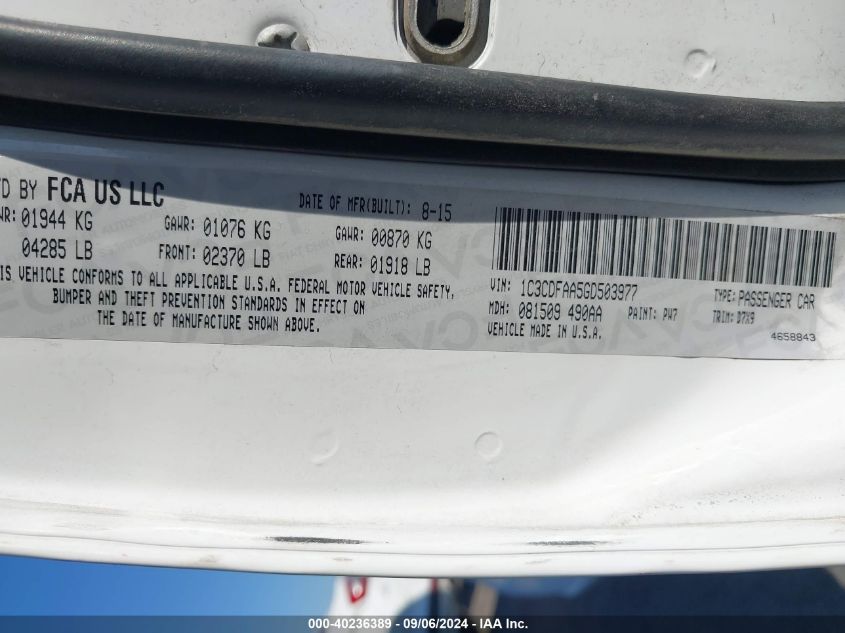 FD BY FCA US LLC
DATE OF MFR(BUILT): 8-15
WR: 01944 KG GAWR: 01076 KG GAWR: 00870 KG
04285 LB FRONT: 02370 LB REAR: 01918 LB
IS VEHICLE CONFORMS TO ALL APPLICABLE U.S.A. FEDERAL MOTOR VEHICLE SAFETY,
BUMPER AND THEFT PREVENTION STANDARDS IN EFFECT ON
THE DATE OF MANUFACTURE SHOWN ABOVE.
VIN: 1C3CDFAA5GD503977 TYPE: PASSENGER CAR
MDH: 081509 490AA PAINT: PW7 TRIM: D7X9
VEHICLE MADE IN U.S.A.
4658843
000-40236389 - 09/06/2024 - IAA Inc.